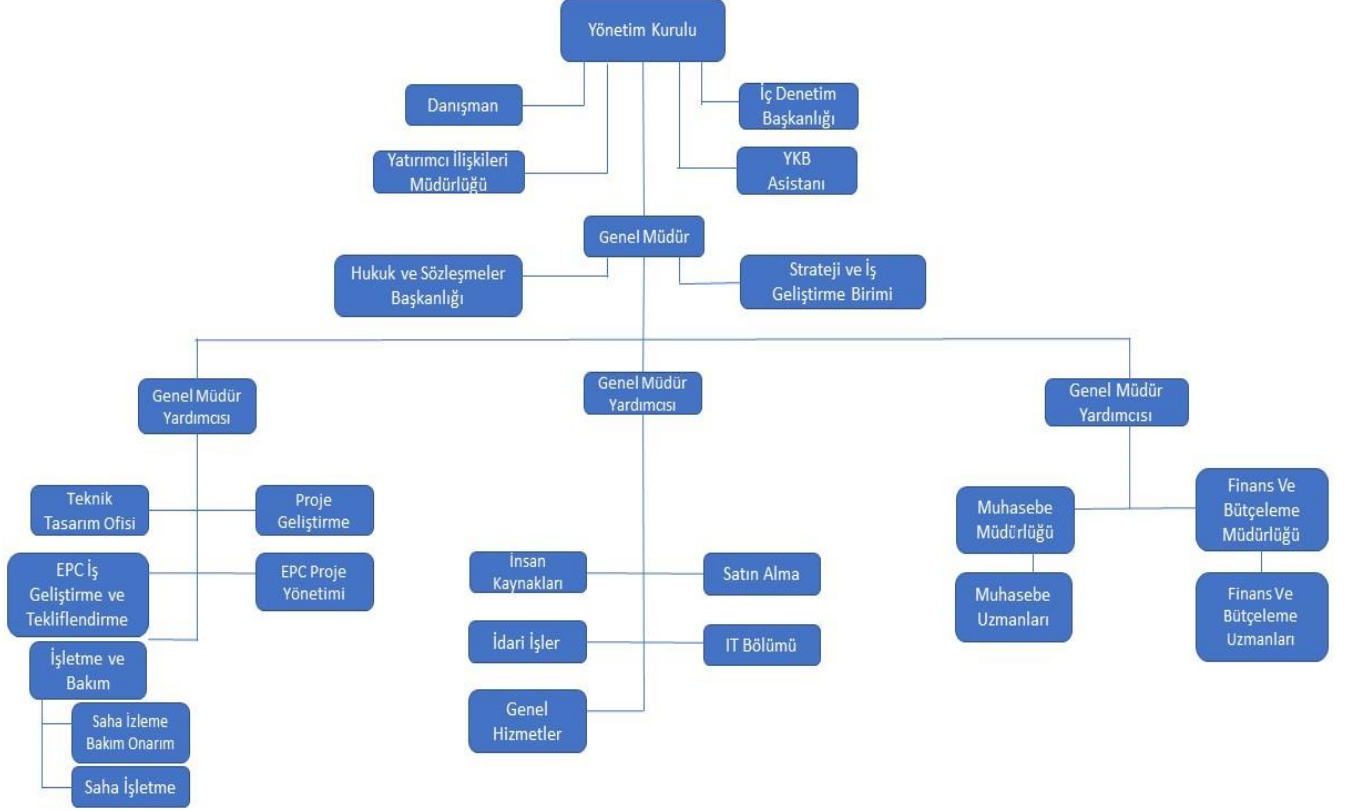 Yönetim Kurulu
Danışman
İç Denetim
Başkanlığı
Yatırımcı İlişkileri
Müdürlüğü
YKB
Asistanı
Genel Müdür
Hukuk ve Sözleşmeler
Başkanlığı
Strateji ve İş
Geliştirme Birimi
Genel Müdür
Yardımcısı
Genel Müdür
Yardımcısı
Genel Müdür
Yardımcısı
Teknik
Tasarım Ofisi
Proje
Geliştirme
EPC İş
Geliştirme ve
Tekliflendirme
EPC Proje
Yönetimi
İşletme ve
Bakım
Saha İzleme
Bakım Onarım
Saha İşletme
İnsan
Kaynakları
Satın Alma
İdari İşler
IT Bölümü
Genel
Hizmetler
Muhasebe
Müdürlüğü
Finans Ve
Bütçeleme
Müdürlüğü
Muhasebe
Uzmanları
Finans Ve
Bütçeleme
Uzmanları